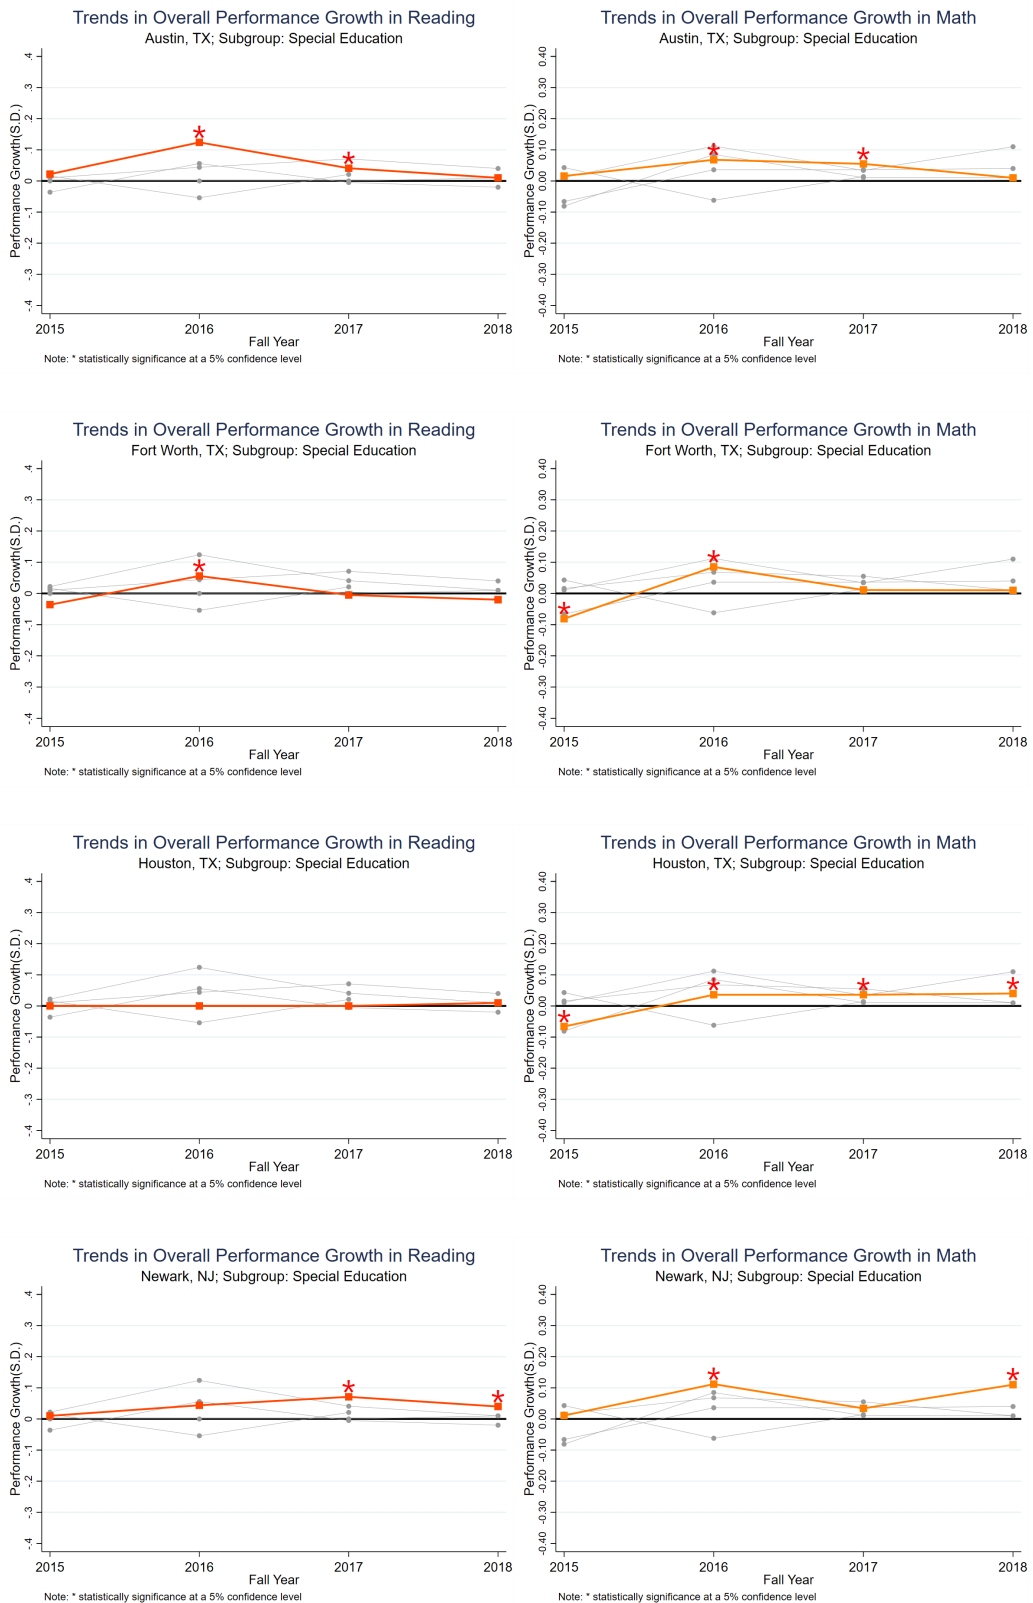 Trends in Overall Performance Growth in Reading
Austin, TX; Subgroup: Special Education
Performance Growth(S.D.)
.4
.3
.2
.1
0
-.1
-.2
-.3
-.4
2015 2016 2017 2018
Fall Year
Note: * statistically significance at a 5% confidence level
Trends in Overall Performance Growth in Math
Austin, TX; Subgroup: Special Education
Performance Growth(S.D.)
0.40
0.30
0.20
0.10
0.00
-0.10
-0.20
-0.30
-0.40
2015 2016 2017 2018
Fall Year
Note: * statistically significance at a 5% confidence level
Trends in Overall Performance Growth in Reading
Fort Worth, TX; Subgroup: Special Education
Performance Growth(S.D.)
.4
.3
.2
.1
0
-.1
-.2
-.3
-.4
2015 2016 2017 2018
Fall Year
Note: * statistically significance at a 5% confidence level
Trends in Overall Performance Growth in Math
Fort Worth, TX; Subgroup: Special Education
Performance Growth(S.D.)
0.40
0.30
0.20
0.10
0.00
-0.10
-0.20
-0.30
-0.40
2015 2016 2017 2018
Fall Year
Note: * statistically significance at a 5% confidence level
Trends in Overall Performance Growth in Reading
Houston, TX; Subgroup: Special Education
Performance Growth(S.D.)
.4
.3
.2
.1
0
-.1
-.2
-.3
-.4
2015 2016 2017 2018
Fall Year
Note: * statistically significance at a 5% confidence level
Trends in Overall Performance Growth in Math
Houston, TX; Subgroup: Special Education
Performance Growth(S.D.)
0.40
0.30
0.20
0.10
0.00
-0.10
-0.20
-0.30
-0.40
2015 2016 2017 2018
Fall Year
Note: * statistically significance at a 5% confidence level
Trends in Overall Performance Growth in Reading
Newark, NJ; Subgroup: Special Education
Performance Growth(S.D.)
.4
.3
.2
.1
0
-.1
-.2
-.3
-.4
2015 2016 2017 2018
Fall Year
Note: * statistically significance at a 5% confidence level
Trends in Overall Performance Growth in Math
Newark, NJ; Subgroup: Special Education
Performance Growth(S.D.)
0.40
0.30
0.20
0.10
0.00
-0.10
-0.20
-0.30
-0.40
2015 2016 2017 2018
Fall Year
Note: * statistically significance at a 5% confidence level